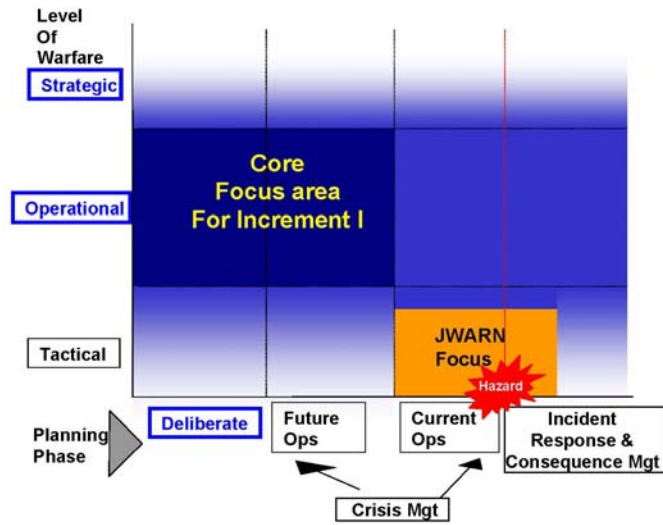 Level
Of
Warfare
Strategic
Core
Focus area
For Increment I
Operational
JWARN
Focus
Tactical
Hazard
Planning
Phase
Deliberate
Future
Ops
Current
Ops
Incident
Response &
Consequence Mgt
Crisis Mgt